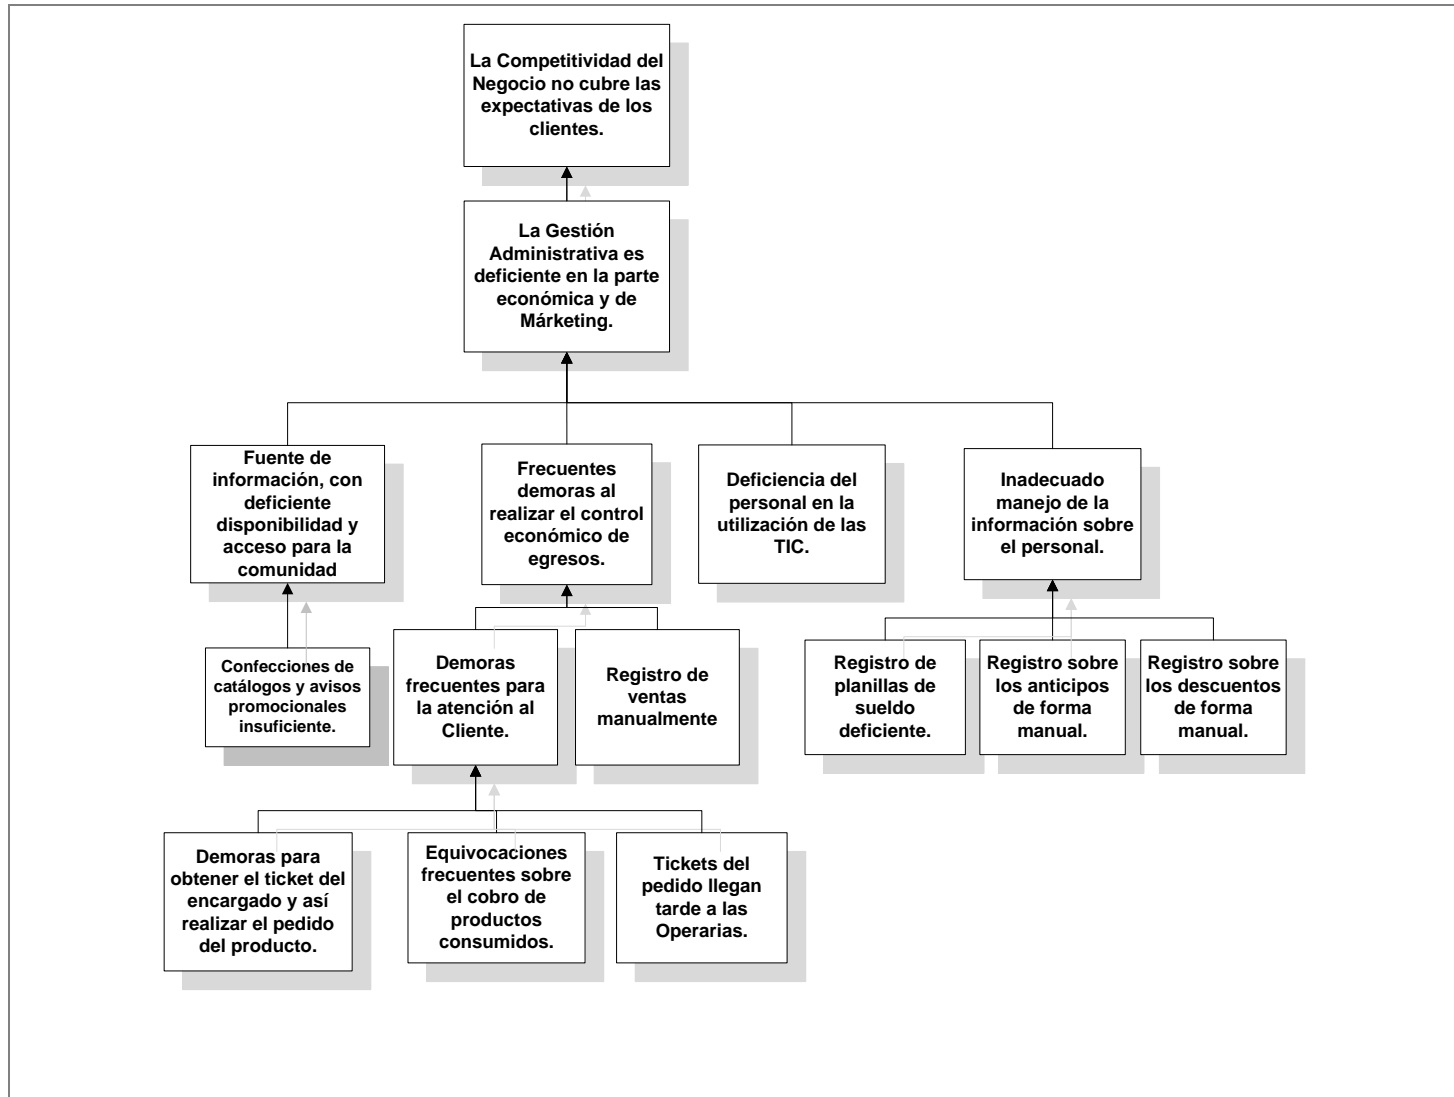 La Competitividad del
Negocio no cubre las
expectativas de los
clientes.
La Gestión
Administrativa es
deficiente en la parte
económica y de
Márketing.
Fuente de
información, con
deficiente
disponibilidad y
acceso para la
comunidad
Frecuentes
demoras al
realizar el control
económico de
egresos.
Deficiencia del
personal en la
utilización de las
TIC.
Inadecuado
manejo de la
información sobre
el personal.
Confecciones de
catálogos y avisos
promocionales
insuficiente.
Demoras
frecuentes para
la atención al
Cliente.
Registro de
ventas
manualmente
Registro de
planillas de
sueldo
deficiente.
Registro sobre
los anticipos
de forma
manual.
Registro sobre
los descuentos
de forma
manual.
Demoras para
obtener el ticket del
encargado y así
realizar el pedido
del producto.
Equivocaciones
frecuentes sobre
el cobro de
productos
consumidos.
Tickets del
pedido llegan
tarde a las
Operarias.